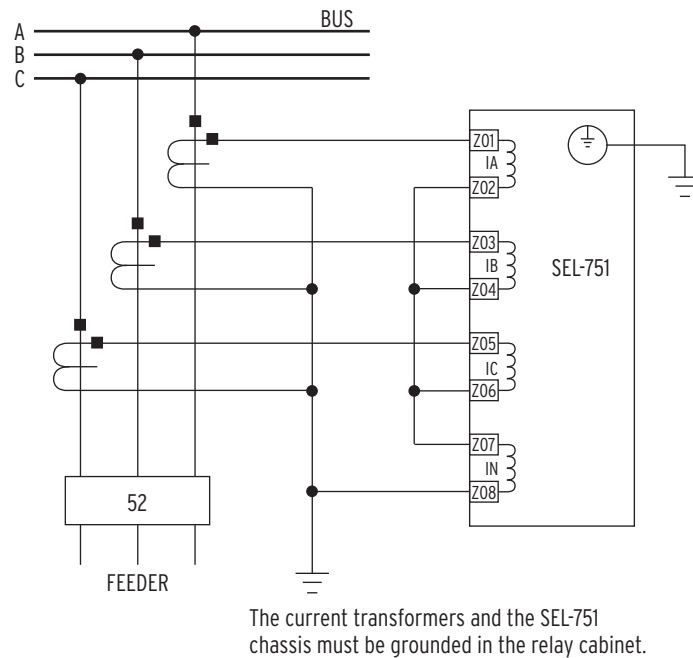 BUS
A
B
C
Z01
IA
Z02
Z03
IB
Z04
SEL-751
Z05
IC
Z06
Z07
IN
Z08
52
FEEDER
The current transformers and the SEL-751
chassis must be grounded in the relay cabinet.